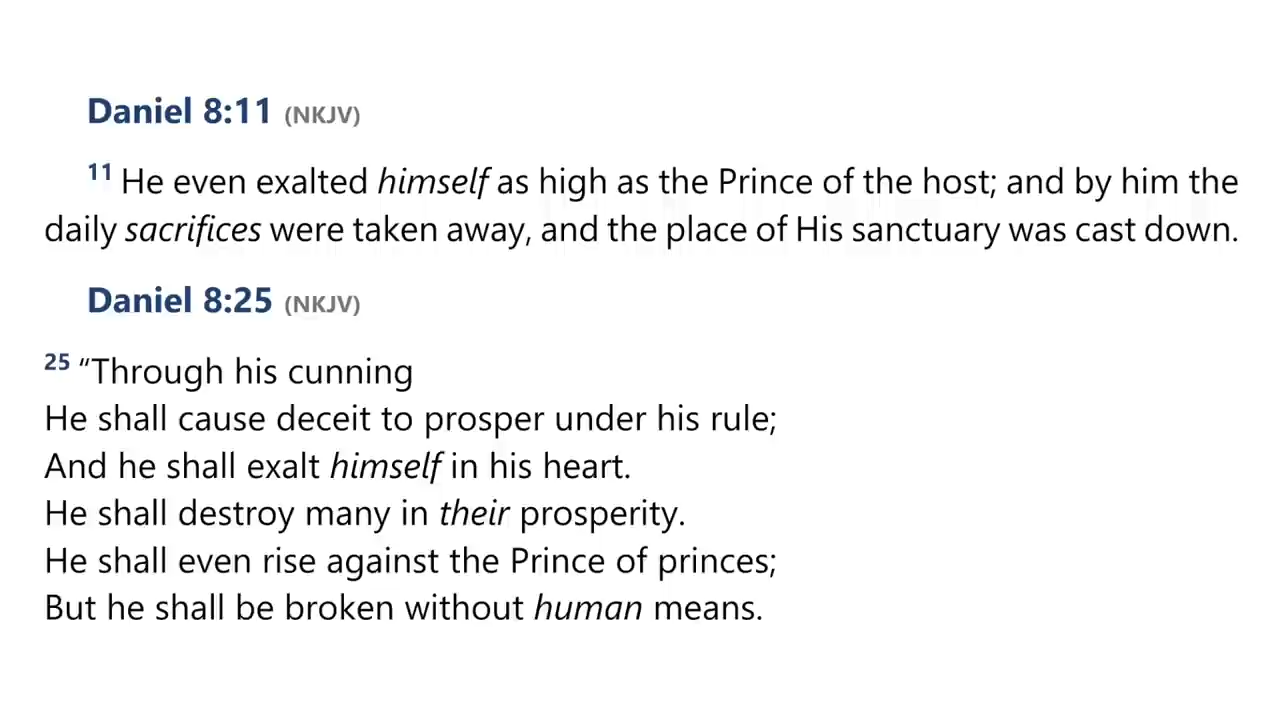 Daniel 8:11 (NKJV)
11 He even exalted himself as high as the Prince of the host; and by him the
daily sacrifices were taken away, and the place of His sanctuary was cast down.
Daniel 8:25 (NKJV)
25 “Through his cunning
He shall cause deceit to prosper under his rule;
And he shall exalt himself in his heart.
He shall destroy many in their prosperity.
He shall even rise against the Prince of princes;
But he shall be broken without human means.